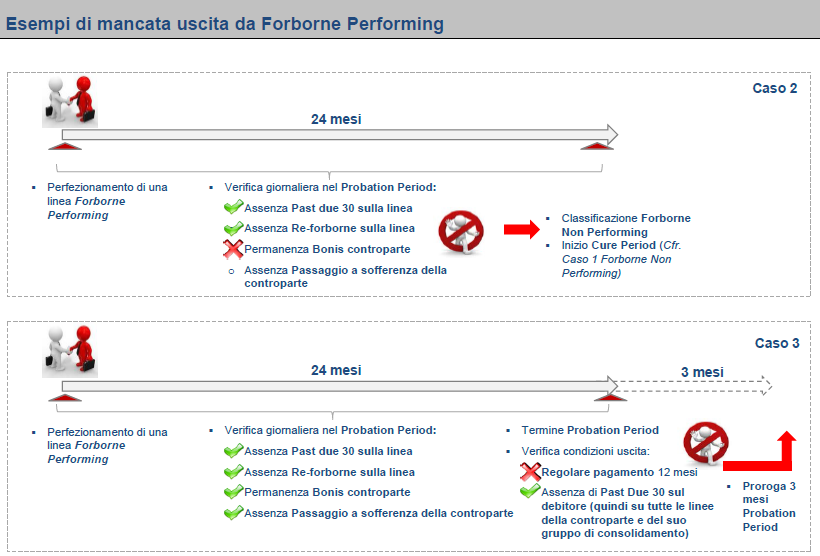 Esempi di mancata uscita da Forborne Performing
Caso 2
24 mesi
Perfezionamento di una
linea Forborne
Performing
Verifica giornaliera nel Probation Period:
Assenza Past due 30 sulla linea
Assenza Re-forborne sulla linea
Permanenza Bonis controparte
Assenza Passaggio a sofferenza della
controparte
Classificazione Forborne
Non Performing
Inizio Cure Period (Cfr.
Caso 1 Forborne Non
Performing)
Caso 3
24 mesi
3 mesi
Perfezionamento di una
linea Forborne
Performing
Verifica giornaliera nel Probation Period:
Assenza Past due 30 sulla linea
Assenza Re-forborne sulla linea
Permanenza Bonis controparte
Assenza Passaggio a sofferenza della controparte
Termine Probation Period
Verifica condizioni uscita:
Regolare pagamento 12 mesi
Assenza di Past Due 30 sul
debitore (quindi su tutte le linee
della controparte e del suo
gruppo di consolidamento)
Proroga 3
mesi
Probation
Period